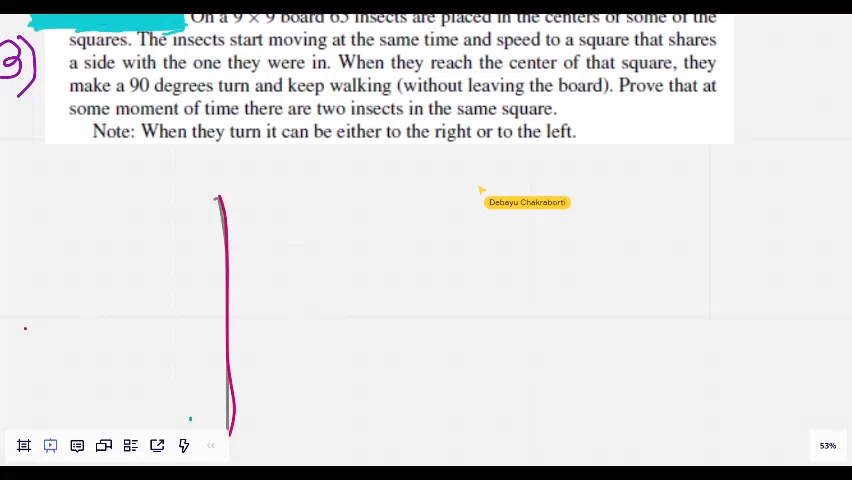 On a 9 × 9 board 65 insects are placed in the centers of some of the
3)
squares. The insects start moving at the same time and speed to a square that shares
a side with the one they were in. When they reach the center of that square, they
make a 90 degrees turn and keep walking (without leaving the board). Prove that at
some moment of time there are two insects in the same square.
Note: When they turn it can be either to the right or to the left.
Debayu Chakraborti
53%